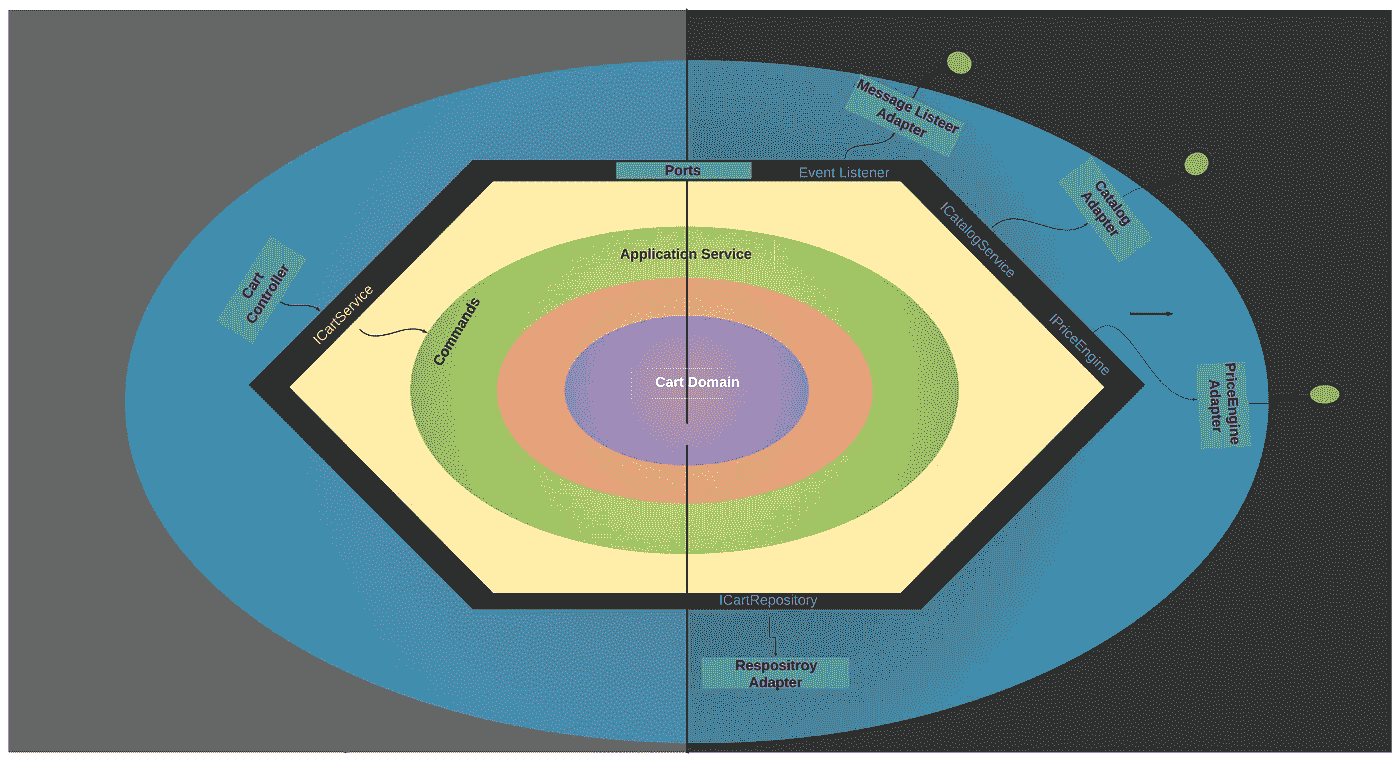 Message Listeer
Adapter
Ports
Event Listener
Catalog
Adapter
ICatalogService
Application Service
Cart
Controller
ICartService
Commands
IPriceEngine
Cart Domain
PriceEngine
Adapter
ICartRepository
Respositroy
Adapter